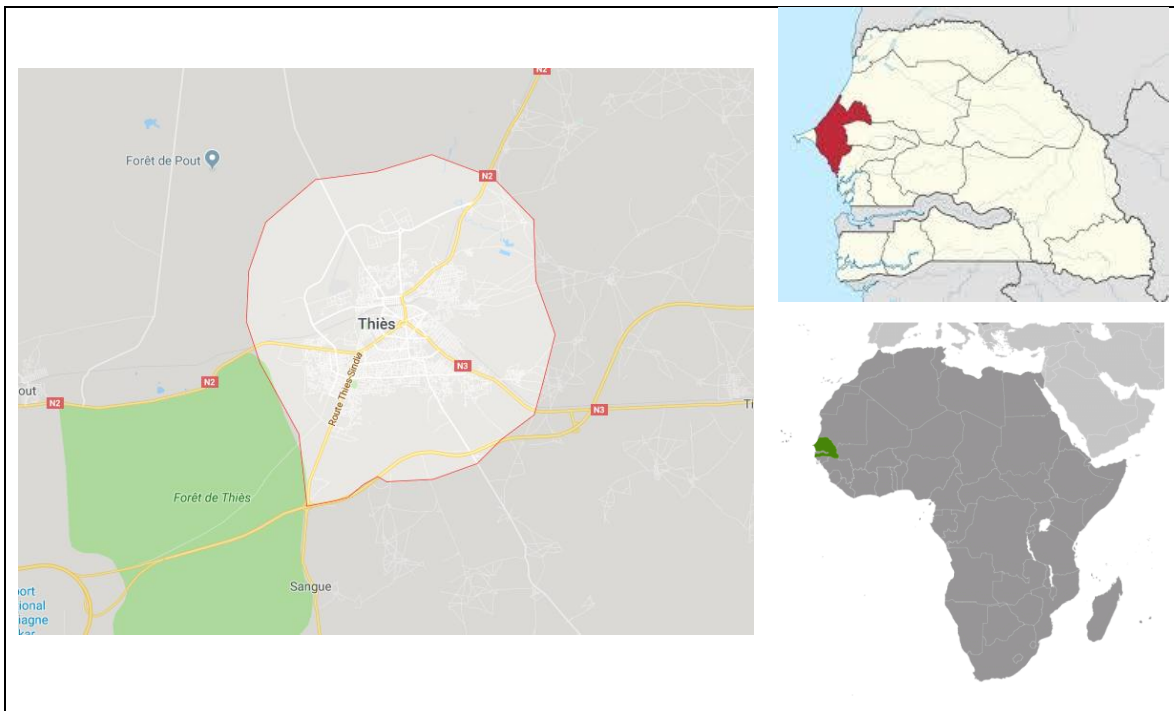 N2
Forêt de Pout
N2
Thiès
N3
Route Thiès-Sindia
out
N2
N2
N3
Ti
Forêt de Thiès
Sangue
port
ional
iagne
kar